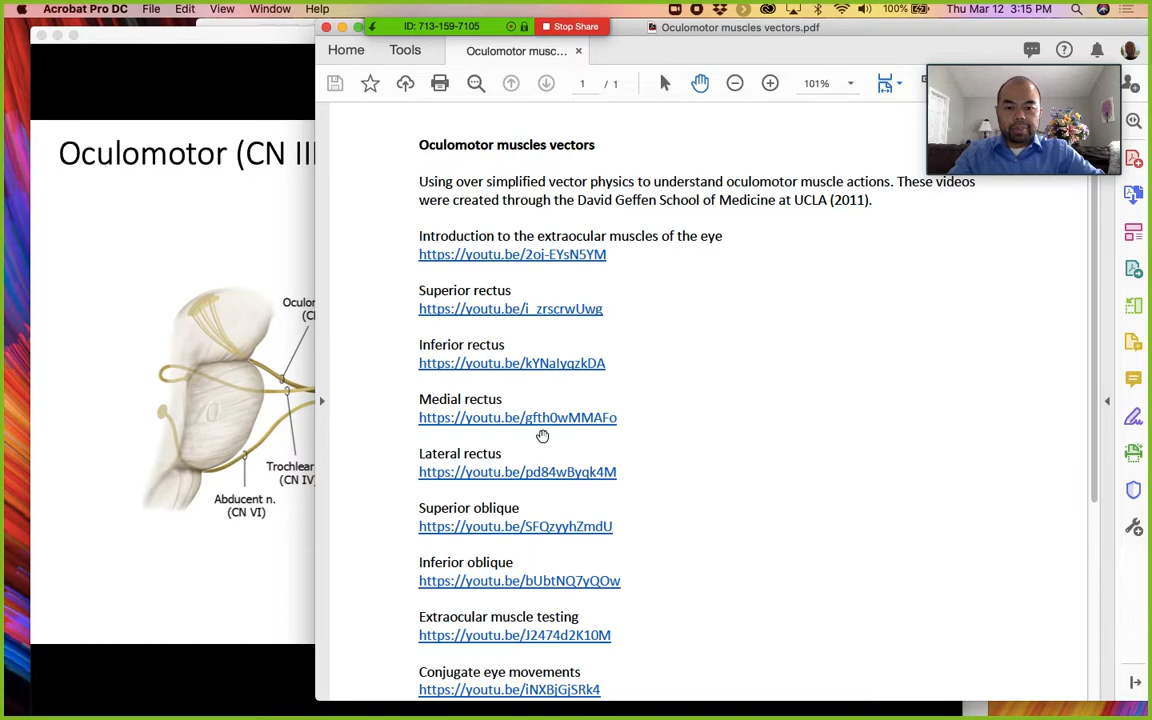 Acrobat Pro DC File Edit View Window Help
100% Thu Mar 12 3:15 PM
ID: 713-159-7105 Stop Share
Oculomotor muscles vectors.pdf
Home Tools Oculomotor musc... ×
1 / 1 101%
Oculomotor (CN III
Oculomotor muscles vectors
Using over simplified vector physics to understand oculomotor muscle actions. These videos
were created through the David Geffen School of Medicine at UCLA (2011).
Introduction to the extraocular muscles of the eye
https://youtu.be/2oj-EYsN5YM
Superior rectus
https://youtu.be/i_zrscrwUwg
Inferior rectus
https://youtu.be/kYNaIyqzkDA
Medial rectus
https://youtu.be/gfth0wMMAFo
Lateral rectus
https://youtu.be/pd84wByqk4M
Superior oblique
https://youtu.be/SFQzyyhZmdU
Inferior oblique
https://youtu.be/bUbtNQ7yQOw
Extraocular muscle testing
https://youtu.be/J2474d2K10M
Conjugate eye movements
https://youtu.be/iNXBjGjSRk4
Oculom
(CN
Trochlear
(CN IV)
Abducent n.
(CN VI)